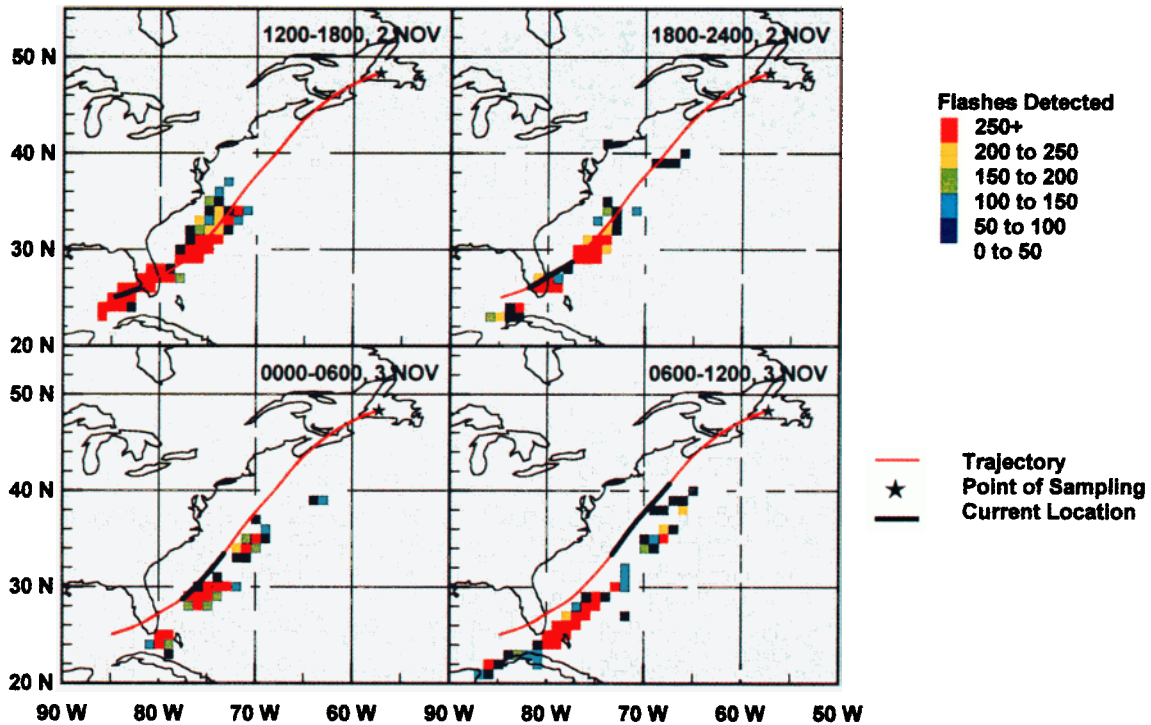 1200-1800, 2 NOV
1800-2400, 2 NOV
50 N
40 N
30 N
20 N
0000-0600, 3 NOV
0600-1200, 3 NOV
50 N
40 N
30 N
20 N
90 W
80 W
70 W
90 W
80 W
70 W
60 W
50 W
Flashes Detected
250+
200 to 250
150 to 200
100 to 150
50 to 100
0 to 50
Trajectory
Point of Sampling
Current Location